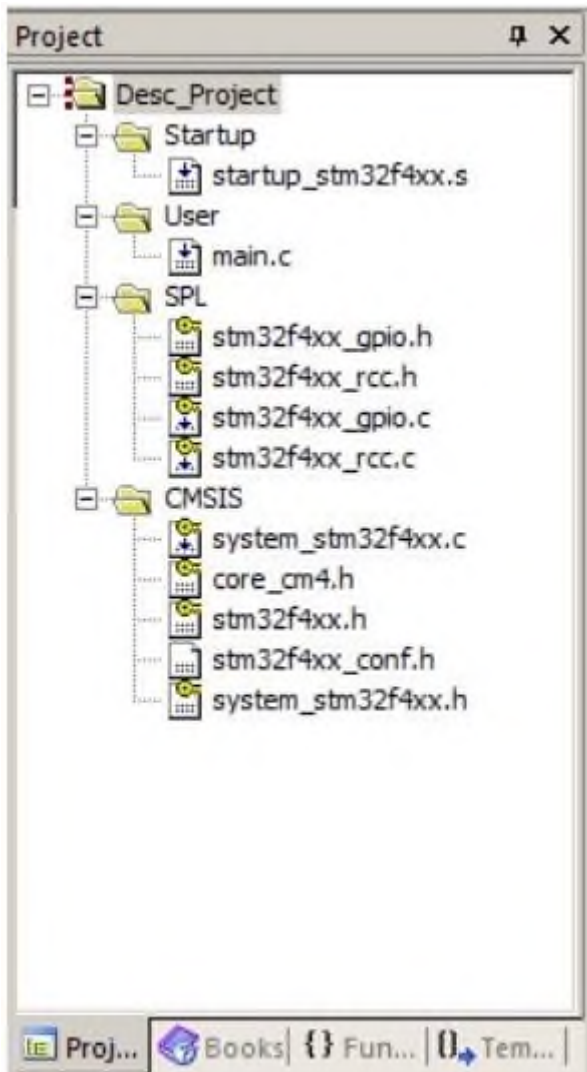 Project
Desc_Project
Startup
startup_stm32f4xx.s
User
main.c
SPL
stm32f4xx_gpio.h
stm32f4xx_rcc.h
stm32f4xx_gpio.c
stm32f4xx_rcc.c
CMSIS
system_stm32f4xx.c
core_cm4.h
stm32f4xx.h
stm32f4xx_conf.h
system_stm32f4xx.h
Proj... Books {} Fun... Tem...